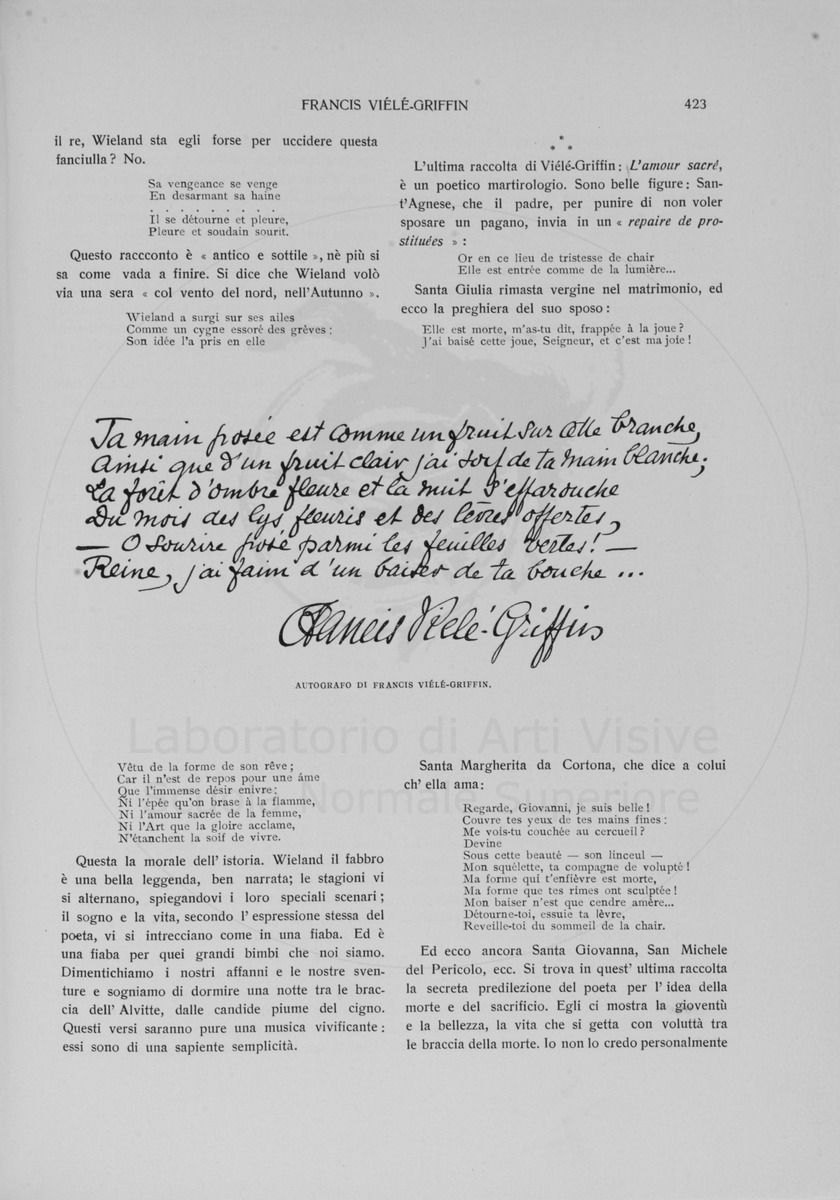 FRANCIS VIÉLÉ-GRIFFIN 423
il re, Wieland sta egli forse per uccidere questa
fanciulla? No.
Sa vengeance se venge
En desarmant sa haine
. . . . . . . . . .
Il se détourne et pleure,
Pleure et soudain sourit.
Questo raccconto è « antico e sottile », nè più si
sa come vada a finire. Si dice che Wieland volò
via una sera « col vento del nord, nell'Autunno ».
Wieland a surgi sur ses ailes
Comme un cygne essoré des grèves :
Son idée l'a pris en elle
* * *
L'ultima raccolta di Viélé-Griffin : L'amour sacré,
è un poetico martirologio. Sono belle figure: San-
t'Agnese, che il padre, per punire di non voler
sposare un pagano, invia in un « repaire de pro-
stituées » :
Or en ce lieu de tristesse de chair
Elle est entrée comme de la lumière...
Santa Giulia rimasta vergine nel matrimonio, ed
ecco la preghiera del suo sposo :
Elle est morte, m'as-tu dit, frappée à la joue ?
J'ai baisé cette joue, Seigneur, et c'est ma joie !
Ta main posée est comme un fruit sur cette branche,
Ainsi que d'un fruit clair j'ai soif de ta main blanche ;
La forêt d'ombre fleure et la nuit s'effarouche
Du mois des lys fleuris et des lèvres offertes,
— O sourire posé parmi les feuilles vertes ! —
Reine, j'ai faim d'un baiser de ta bouche ...
Francis Vielé-Griffin
AUTOGRAFO DI FRANCIS VIÉLÉ-GRIFFIN.
Laboratorio di Arti Visive
Normale Superiore
Vêtu de la forme de son rêve ;
Car il n'est de repos pour une âme
Que l'immense désir enivre :
Ni l'épée qu'on brase à la flamme,
Ni l'amour sacrée de la femme,
Ni l'Art que la gloire acclame,
N'étanchent la soif de vivre.
Questa la morale dell' istoria. Wieland il fabbro
è una bella leggenda, ben narrata; le stagioni vi
si alternano, spiegandovi i loro speciali scenari ;
il sogno e la vita, secondo l' espressione stessa del
poeta, vi si intrecciano come in una fiaba. Ed è
una fiaba per quei grandi bimbi che noi siamo.
Dimentichiamo i nostri affanni e le nostre sven-
ture e sogniamo di dormire una notte tra le brac-
cia dell' Alvitte, dalle candide piume del cigno.
Questi versi saranno pure una musica vivificante :
essi sono di una sapiente semplicità.
Santa Margherita da Cortona, che dice a colui
ch' ella ama:
Regarde, Giovanni, je suis belle !
Couvre tes yeux de tes mains fines :
Me vois-tu couchée au cercueil ?
Devine
Sous cette beauté — son linceul —
Mon squélette, ta compagne de volupté !
Ma forme qui t'enfièvre est morte,
Ma forme que tes rimes ont sculptée !
Mon baiser n'est que cendre amère...
Détourne-toi, essuie ta lèvre,
Reveille-toi du sommeil de la chair.
Ed ecco ancora Santa Giovanna, San Michele
del Pericolo, ecc. Si trova in quest' ultima raccolta
la secreta predilezione del poeta per l' idea della
morte e del sacrificio. Egli ci mostra la gioventù
e la bellezza, la vita che si getta con voluttà tra
le braccia della morte. Io non lo credo personalmente